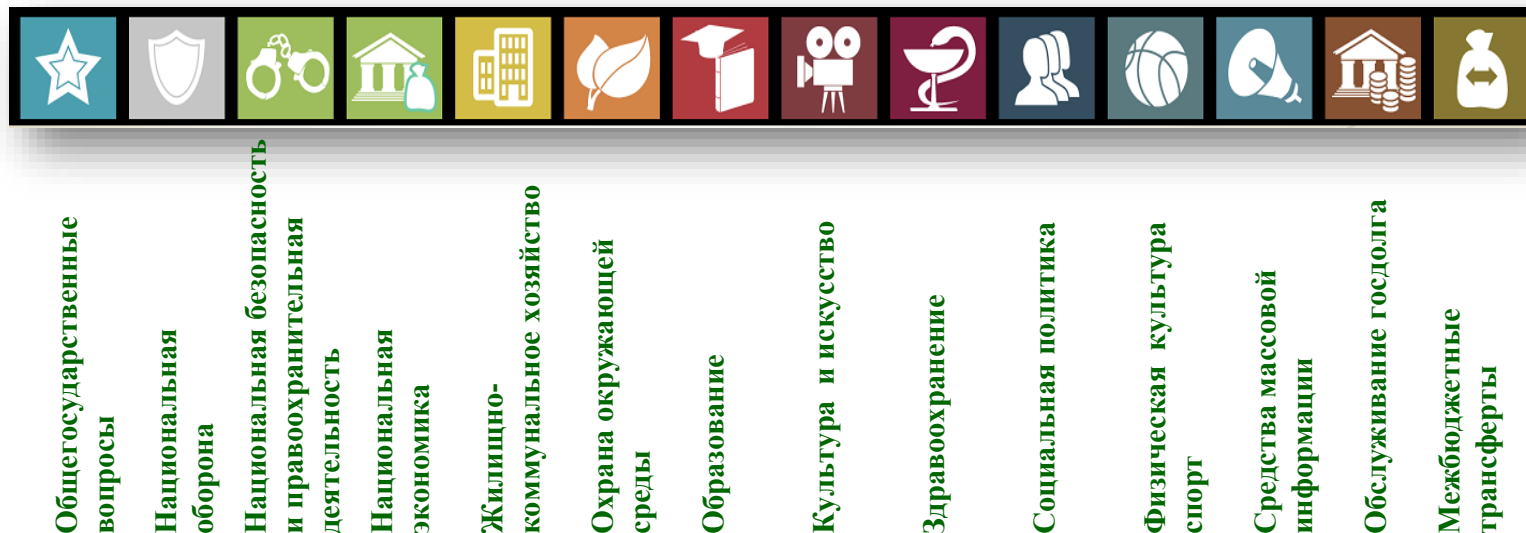 Общегосударственные
вопросы
Национальная
оборона
Национальная безопасность
и правоохранительная
деятельность
Национальная
экономика
Жилищно-
коммунальное хозяйство
Охрана окружающей
среды
Образование
Культура и искусство
Здравоохранение
Социальная политика
Физическая культура
спорт
Средства массовой
информации
Обслуживание госдолга
Межбюджетные
трансферты